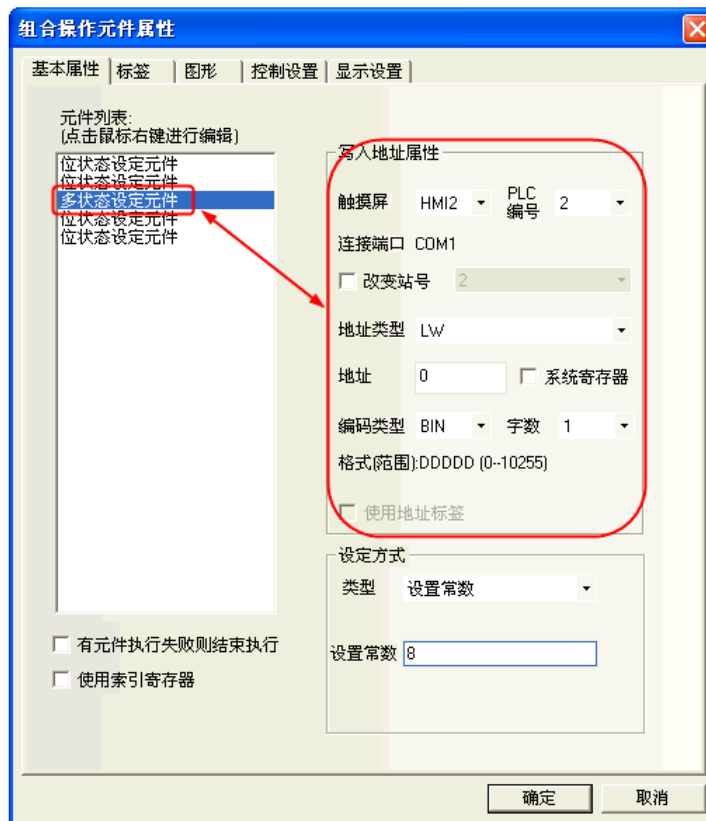 组合操作元件属性
基本属性 标签 图形 控制设置 显示设置
元件列表:
(点击鼠标右键进行编辑)
位状态设定元件
位状态设定元件
多状态设定元件
位状态设定元件
位状态设定元件
有元件执行失败则结束执行
使用索引寄存器
写入地址属性
触摸屏 HMI2 PLC编号 2
连接端口 COM1
改变站号 2
地址类型 LW
地址 0 系统寄存器
编码类型 BIN 字数 1
格式(范围):DDDDD (0--10255)
使用地址标签
设定方式
类型 设置常数
设置常数 8
确定 取消